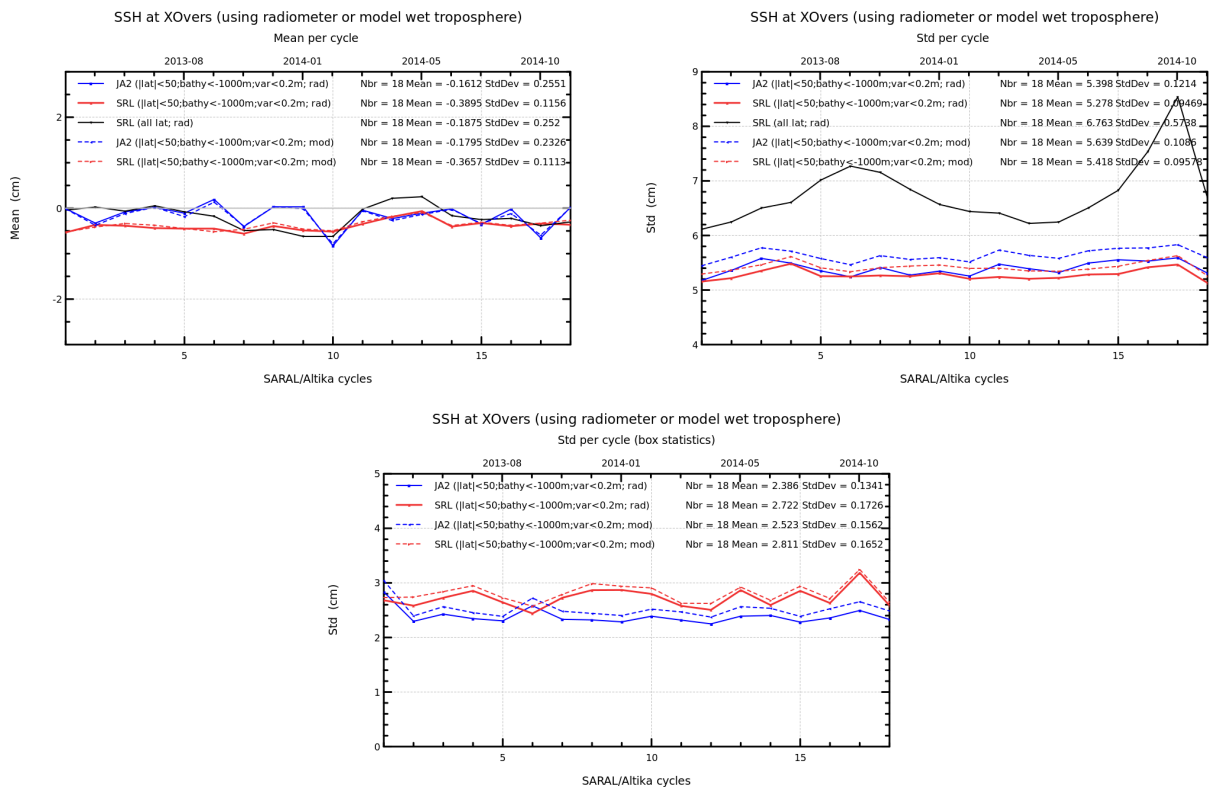 SSH at XOvers (using radiometer or model wet troposphere)
Mean per cycle
2013-08 2014-01 2014-05 2014-10
JA2 (|lat|<50;bathy<-1000m;var<0.2m; rad) Nbr = 18 Mean = -0.1612 StdDev = 0.2551
SRL (|lat|<50;bathy<-1000m;var<0.2m; rad) Nbr = 18 Mean = -0.3895 StdDev = 0.1156
SRL (all lat; rad) Nbr = 18 Mean = -0.1875 StdDev = 0.252
JA2 (|lat|<50;bathy<-1000m;var<0.2m; mod) Nbr = 18 Mean = -0.1795 StdDev = 0.2326
SRL (|lat|<50;bathy<-1000m;var<0.2m; mod) Nbr = 18 Mean = -0.3657 StdDev = 0.1113
2
0
-2
Mean (cm)
5 10 15
SARAL/Altika cycles
SSH at XOvers (using radiometer or model wet troposphere)
Std per cycle
2013-08 2014-01 2014-05 2014-10
JA2 (|lat|<50;bathy<-1000m;var<0.2m; rad) Nbr = 18 Mean = 5.398 StdDev = 0.1214
SRL (|lat|<50;bathy<-1000m;var<0.2m; rad) Nbr = 18 Mean = 5.278 StdDev = 0.09469
SRL (all lat; rad) Nbr = 18 Mean = 6.763 StdDev = 0.5738
JA2 (|lat|<50;bathy<-1000m;var<0.2m; mod) Nbr = 18 Mean = 5.639 StdDev = 0.1086
SRL (|lat|<50;bathy<-1000m;var<0.2m; mod) Nbr = 18 Mean = 5.418 StdDev = 0.09578
9
8
7
6
5
4
Std (cm)
5 10 15
SARAL/Altika cycles
SSH at XOvers (using radiometer or model wet troposphere)
Std per cycle (box statistics)
2013-08 2014-01 2014-05 2014-10
JA2 (|lat|<50;bathy<-1000m;var<0.2m; rad) Nbr = 18 Mean = 2.386 StdDev = 0.1341
SRL (|lat|<50;bathy<-1000m;var<0.2m; rad) Nbr = 18 Mean = 2.722 StdDev = 0.1726
JA2 (|lat|<50;bathy<-1000m;var<0.2m; mod) Nbr = 18 Mean = 2.523 StdDev = 0.1562
SRL (|lat|<50;bathy<-1000m;var<0.2m; mod) Nbr = 18 Mean = 2.811 StdDev = 0.1652
5
4
3
2
1
0
Std (cm)
5 10 15
SARAL/Altika cycles